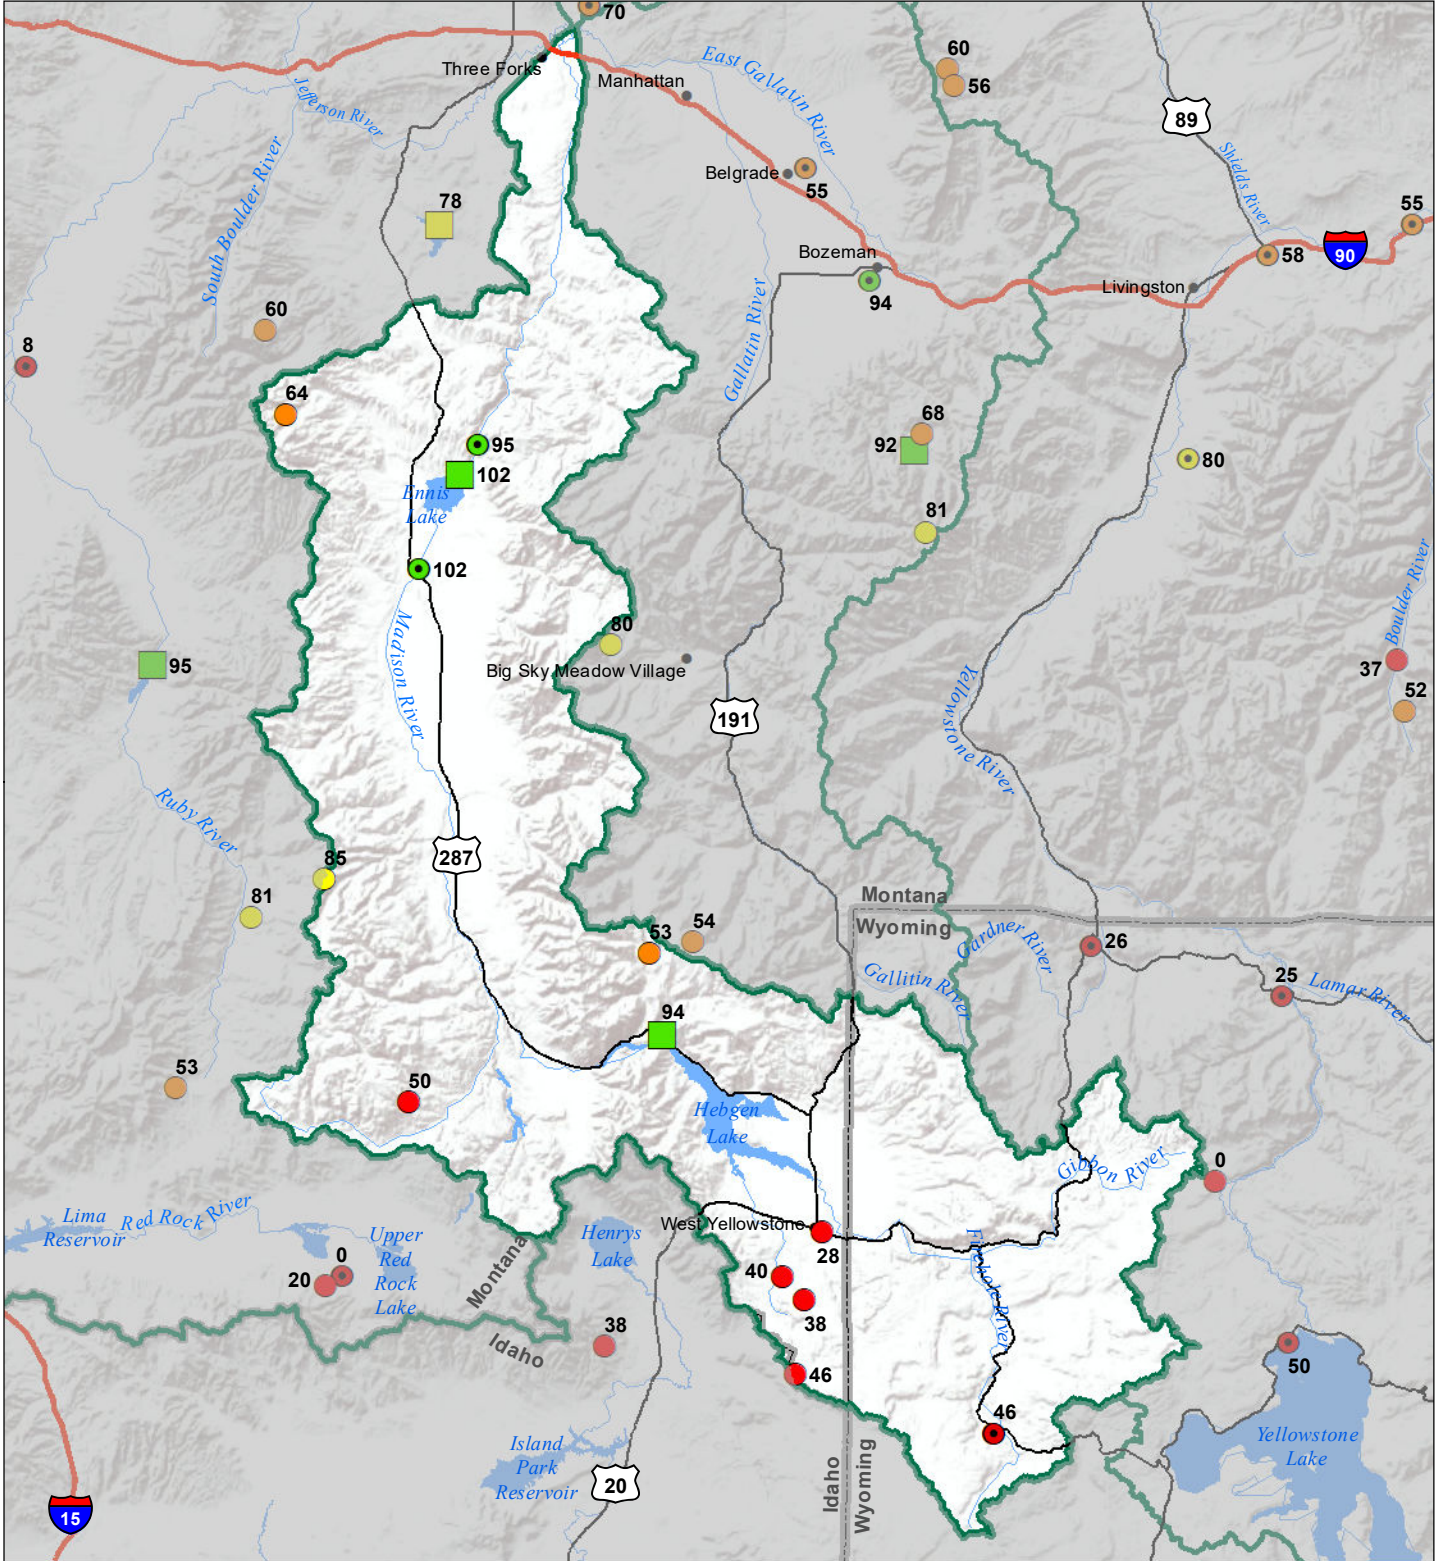 70
Three Forks
Manhattan
East Gallatin River
60
56
89
Jefferson River
South Boulder River
Shields River
Belgrade
55
78
55
Bozeman
58
90
Livingston
94
Gallatin River
60
8
64
68
92
95
102
80
Ennis
Lake
81
102
Madison River
Boulder River
80
Big Sky Meadow Village
95
37
52
191
Yellowstone River
Ruby River
287
85
81
Montana
Wyoming
53
54
Gardner River
26
Gallitin River
25
Lamar River
94
53
50
Hebgen
Lake
Gibbon River
0
Lima
Reservoir
Red Rock River
Upper
Red
Rock
Lake
0
20
Montana
Idaho
Henrys
Lake
West Yellowstone
28
40
38
38
46
Firehole River
50
46
Yellowstone
Lake
Island
Park
Reservoir
20
Idaho
Wyoming
15